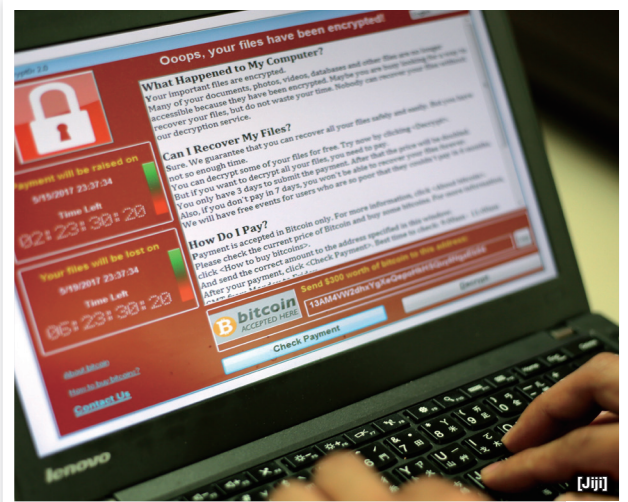 Ooops, your files have been encrypted!
What Happened to My Computer?
Your important files are encrypted.
Many of your documents, photos, videos, databases and other files are no longer
accessible because they have been encrypted. Maybe you are busy looking for a way to
recover your files, but do not waste your time. Nobody can recover your files without
our decryption service.
Can I Recover My Files?
Sure. We guarantee that you can recover all your files safely and easily. But you have
not so enough time.
You can decrypt some of your files for free. Try now by clicking <Decrypt>.
But if you want to decrypt all your files, you need to pay.
You only have 3 days to submit the payment. After that the price will be doubled.
Also, if you don't pay in 7 days, you won't be able to recover your files forever.
We will have free events for users who are so poor that they couldn't pay in 6 months.
How Do I Pay?
Payment is accepted in Bitcoin only. For more information, click <About bitcoin>.
Please check the current price of Bitcoin and buy some bitcoins. For more information,
click <How to buy bitcoins>.
And send the correct amount to the address specified in this window.
After your payment, click <Check Payment>. Best time to check:
Payment will be raised on
5/15/2017 23:37:34
Time Left
02:23:30:20
Your files will be lost on
5/19/2017 23:37:34
Time Left
06:23:30:20
About bitcoin
How to buy bitcoins?
Contact Us
bitcoin
ACCEPTED HERE
Send $300 worth of bitcoin to this address:
Check Payment
Decrypt
lenovo
[Jiji]